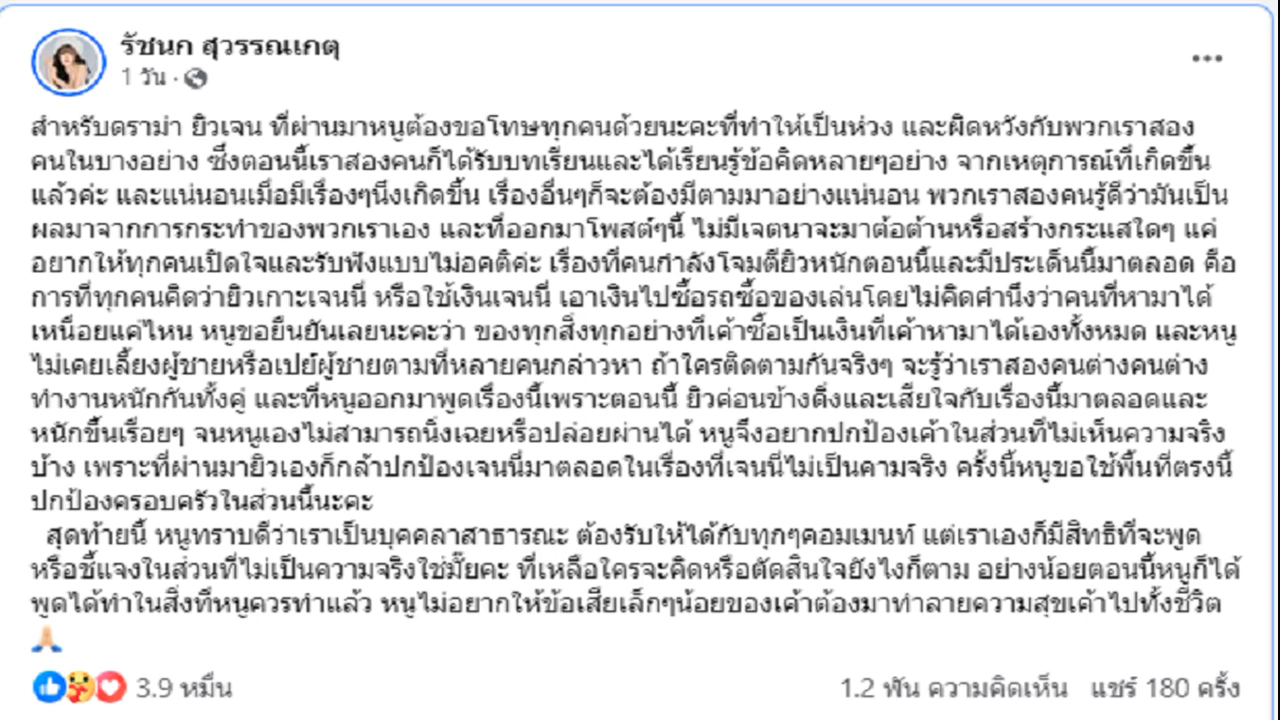 รัชนก สุวรรณเกตุ
1 วัน ·
สำหรับดราม่า ยิวเจน ที่ผ่านมาหนูต้องขอโทษทุกคนด้วยนะคะที่ทำให้เป็นห่วง และผิดหวังกับพวกเราสอง
คนในบางอย่าง ซึ่งตอนนี้เราสองคนก็ได้รับบทเรียนและได้เรียนรู้ข้อคิดหลายๆอย่าง จากเหตุการณ์ที่เกิดขึ้น
แล้วค่ะ และแน่นอนเมื่อมีเรื่องๆนึงเกิดขึ้น เรื่องอื่นๆก็จะต้องมีตามมาอย่างแน่นอน พวกเราสองคนรู้ดีว่ามันเป็น
ผลมาจากการกระทำของพวกเราเอง และที่ออกมาโพสต์ๆนี้ ไม่มีเจตนาจะมาต่อต้านหรือสร้างกระแสใดๆ แค่
อยากให้ทุกคนเปิดใจและรับฟังแบบไม่อคติค่ะ เรื่องที่คนกำลังโจมตียิวหนักตอนนี้และมีประเด็นนี้มาตลอด คือ
การที่ทุกคนคิดว่ายิวเกาะเจนนี่ หรือใช้เงินเจนนี่ เอาเงินไปซื้อรถซื้อของเล่นโดยไม่คิดคำนึงว่าคนที่หามาได้
เหนื่อยแค่ไหน หนูขอยืนยันเลยนะคะว่า ของทุกสิ่งทุกอย่างที่เค้าซื้อเป็นเงินที่เค้าหามาได้เองทั้งหมด และหนู
ไม่เคยเลี้ยงผู้ชายหรือเปย์ผู้ชายตามที่หลายคนกล่าวหา ถ้าใครติดตามกันจริงๆ จะรู้ว่าเราสองคนต่างคนต่าง
ทำงานหนักกันทั้งคู่ และที่หนูออกมาพูดเรื่องนี้เพราะตอนนี้ ยิวค่อนข้างดิ่งและเสียใจกับเรื่องนี้มาตลอดและ
หนักขึ้นเรื่อยๆ จนหนูเองไม่สามารถนิ่งเฉยหรือปล่อยผ่านได้ หนูจึงอยากปกป้องเค้าในส่วนที่ไม่เห็นความจริง
บ้าง เพราะที่ผ่านมายิวเองก็กล้าปกป้องเจนนี่มาตลอดในเรื่องที่เจนนี่ไม่เป็นคามจริง ครั้งนี้หนูขอใช้พื้นที่ตรงนี้
ปกป้องครอบครัวในส่วนนี้นะคะ
สุดท้ายนี้ หนูทราบดีว่าเราเป็นบุคคลาสาธารณะ ต้องรับให้ได้กับทุกๆคอมเมนท์ แต่เราเองก็มีสิทธิที่จะพูด
หรือชี้แจงในส่วนที่ไม่เป็นความจริงใช่มั๊ยคะ ที่เหลือใครจะคิดหรือตัดสินใจยังไงก็ตาม อย่างน้อยตอนนี้หนูก็ได้
พูดได้ทำในสิ่งที่หนูควรทำแล้ว หนูไม่อยากให้ข้อเสียเล็กๆน้อยของเค้าต้องมาทำลายความสุขเค้าไปทั้งชีวิต
🙏🏻
3.9 หมื่น
1.2 พัน ความคิดเห็น แชร์ 180 ครั้ง